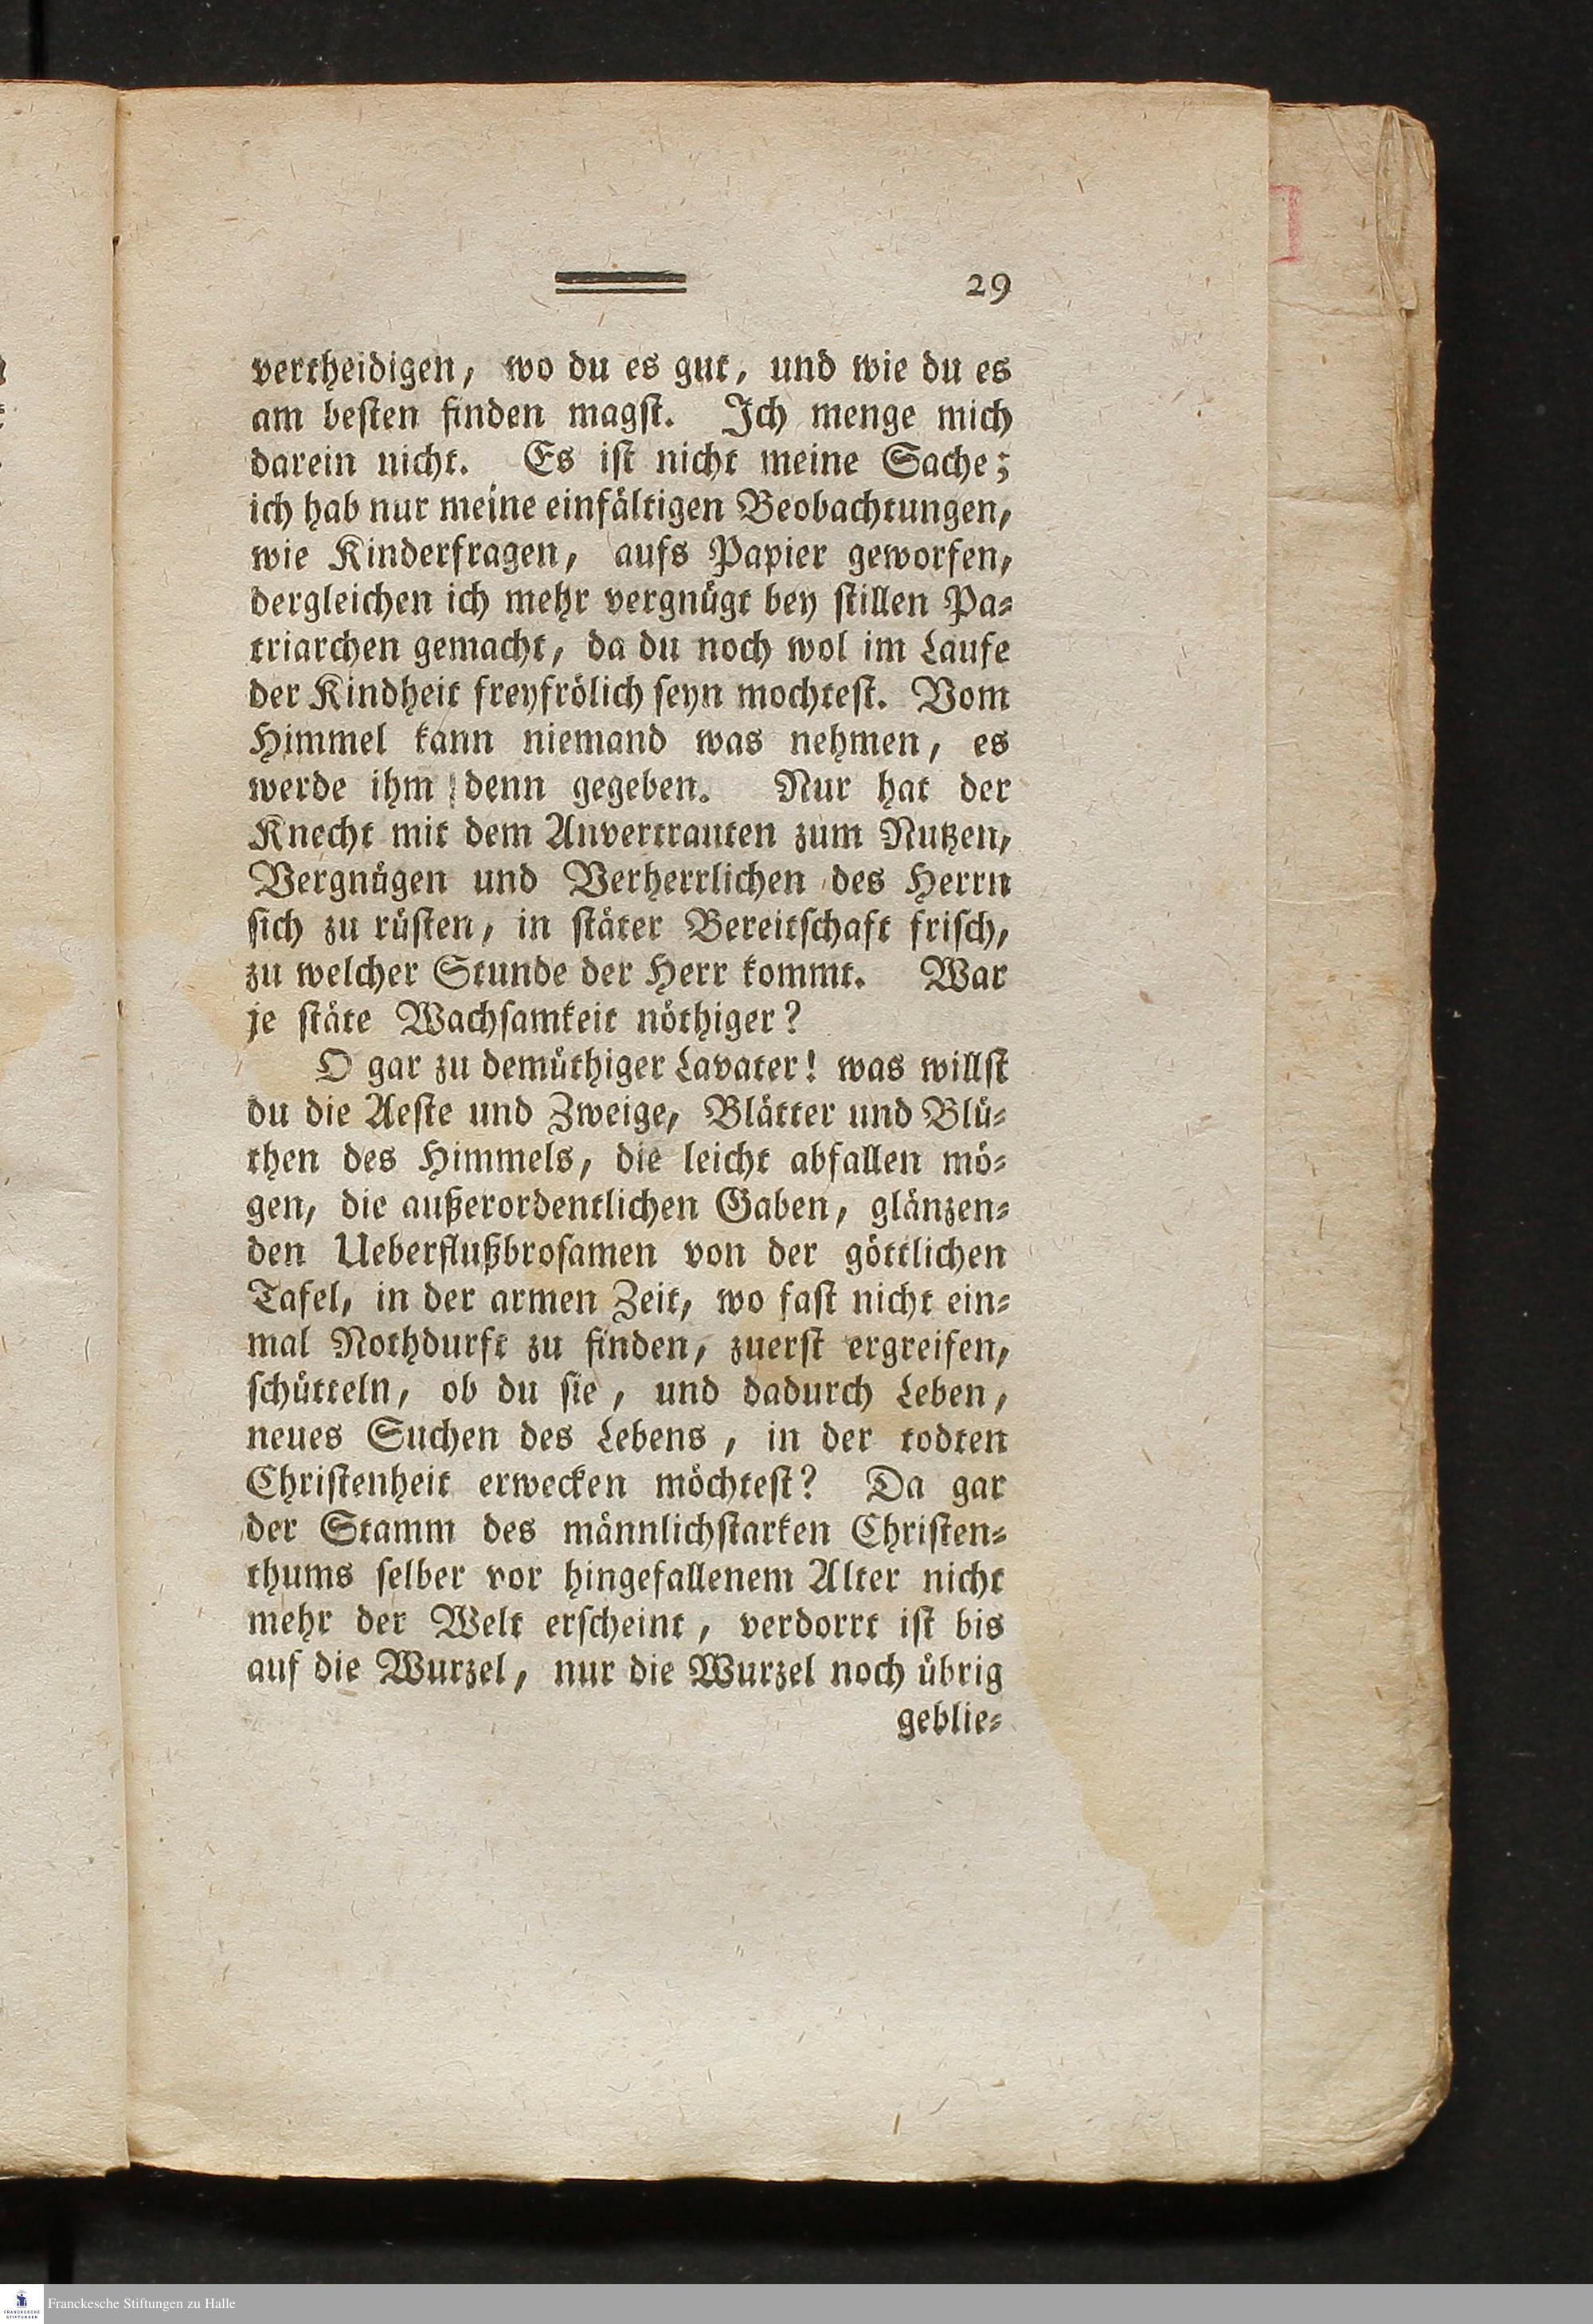 29
vertheidigen, wo du es gut, und wie du es
am beſten finden magſt. Ich menge mich
darein nicht. Es iſt nicht meine Sache;
ich hab nur meine einfältigen Beobachtungen,
wie Kinderfragen, aufs Papier geworfen,
dergleichen ich mehr vergnügt bey ſtillen Pa⸗
triarchen gemacht, da du noch wol im Laufe
der Kindheit freyfrölich ſeyn mochteſt. Vom
Himmel kann niemand was nehmen, es
werde ihm denn gegeben. Nur hat der
Knecht mit dem Anvertrauten zum Nutzen,
Vergnügen und Verherrlichen des Herrn
ſich zu rüſten, in ſtäter Bereitſchaft friſch,
zu welcher Stunde der Herr kommt. War
je ſtäte Wachſamkeit nöthiger?
O gar zu demüthiger Lavater! was willſt
du die Aeſte und Zweige, Blätter und Blü⸗
then des Himmels, die leicht abfallen mö⸗
gen, die außerordentlichen Gaben, glänzen⸗
den Ueberflußbroſamen von der göttlichen
Tafel, in der armen Zeit, wo faſt nicht ein⸗
mal Nothdurft zu finden, zuerſt ergreifen,
ſchütteln, ob du ſie, und dadurch Leben,
neues Suchen des Lebens, in der todten
Chriſtenheit erwecken möchteſt? Da gar
der Stamm des männlichſtarken Chriſten⸗
thums ſelber vor hingefallenem Alter nicht
mehr der Welt erſcheint, verdorrt iſt bis
auf die Wurzel, nur die Wurzel noch übrig
geblie⸗
FRANCKESCHE
STIFTUNGEN
Franckesche Stiftungen zu Halle